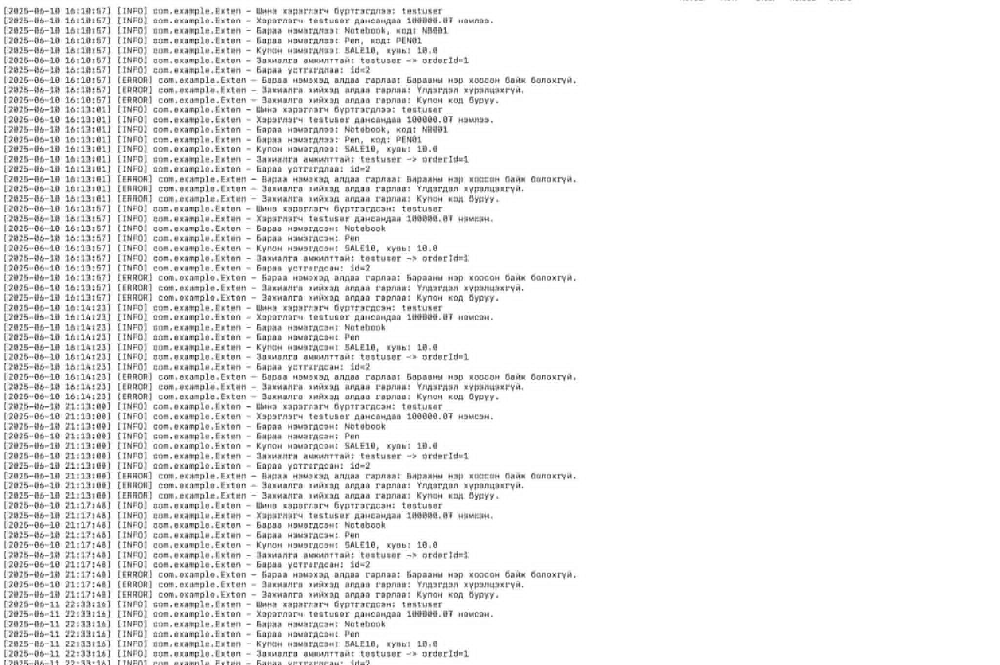 [2025-06-10 16:10:57] [INFO] com.example.Exten - Шинэ хэрэглэгч бүртгэгдлээ: testuser
[2025-06-10 16:10:57] [INFO] com.example.Exten - Хэрэглэгч testuser дансандаа 100000.0₮ нэмлээ.
[2025-06-10 16:10:57] [INFO] com.example.Exten - Бараа нэмэгдлээ: Notebook, код: NB001
[2025-06-10 16:10:57] [INFO] com.example.Exten - Бараа нэмэгдлээ: Pen, код: PEN01
[2025-06-10 16:10:57] [INFO] com.example.Exten - Купон нэмэгдлээ: SALE10, хувь: 10.0
[2025-06-10 16:10:57] [INFO] com.example.Exten - Захиалга амжилттай: testuser -> orderId=1
[2025-06-10 16:10:57] [INFO] com.example.Exten - Бараа устгагдлаа: id=2
[2025-06-10 16:10:57] [ERROR] com.example.Exten - Бараа нэмэхэд алдаа гарлаа: Барааны нэр хоосон байж болохгүй.
[2025-06-10 16:10:57] [ERROR] com.example.Exten - Захиалга хийхэд алдаа гарлаа: Үлдэгдэл хүрэлцэхгүй.
[2025-06-10 16:10:57] [ERROR] com.example.Exten - Захиалга хийхэд алдаа гарлаа: Купон код буруу.
[2025-06-10 16:13:01] [INFO] com.example.Exten - Шинэ хэрэглэгч бүртгэгдлээ: testuser
[2025-06-10 16:13:01] [INFO] com.example.Exten - Хэрэглэгч testuser дансандаа 100000.0₮ нэмлээ.
[2025-06-10 16:13:01] [INFO] com.example.Exten - Бараа нэмэгдлээ: Notebook, код: NB001
[2025-06-10 16:13:01] [INFO] com.example.Exten - Бараа нэмэгдлээ: Pen, код: PEN01
[2025-06-10 16:13:01] [INFO] com.example.Exten - Купон нэмэгдлээ: SALE10, хувь: 10.0
[2025-06-10 16:13:01] [INFO] com.example.Exten - Захиалга амжилттай: testuser -> orderId=1
[2025-06-10 16:13:01] [INFO] com.example.Exten - Бараа устгагдлаа: id=2
[2025-06-10 16:13:01] [ERROR] com.example.Exten - Бараа нэмэхэд алдаа гарлаа: Барааны нэр хоосон байж болохгүй.
[2025-06-10 16:13:01] [ERROR] com.example.Exten - Захиалга хийхэд алдаа гарлаа: Үлдэгдэл хүрэлцэхгүй.
[2025-06-10 16:13:01] [ERROR] com.example.Exten - Захиалга хийхэд алдаа гарлаа: Купон код буруу.
[2025-06-10 16:13:57] [INFO] com.example.Exten - Шинэ хэрэглэгч бүртгэгдсэн: testuser
[2025-06-10 16:13:57] [INFO] com.example.Exten - Хэрэглэгч testuser дансандаа 100000.0₮ нэмсэн.
[2025-06-10 16:13:57] [INFO] com.example.Exten - Бараа нэмэгдсэн: Notebook
[2025-06-10 16:13:57] [INFO] com.example.Exten - Бараа нэмэгдсэн: Pen
[2025-06-10 16:13:57] [INFO] com.example.Exten - Купон нэмэгдсэн: SALE10, хувь: 10.0
[2025-06-10 16:13:57] [INFO] com.example.Exten - Захиалга амжилттай: testuser -> orderId=1
[2025-06-10 16:13:57] [INFO] com.example.Exten - Бараа устгагдсан: id=2
[2025-06-10 16:13:57] [ERROR] com.example.Exten - Бараа нэмэхэд алдаа гарлаа: Барааны нэр хоосон байж болохгүй.
[2025-06-10 16:13:57] [ERROR] com.example.Exten - Захиалга хийхэд алдаа гарлаа: Үлдэгдэл хүрэлцэхгүй.
[2025-06-10 16:13:57] [ERROR] com.example.Exten - Захиалга хийхэд алдаа гарлаа: Купон код буруу.
[2025-06-10 16:14:23] [INFO] com.example.Exten - Шинэ хэрэглэгч бүртгэгдсэн: testuser
[2025-06-10 16:14:23] [INFO] com.example.Exten - Хэрэглэгч testuser дансандаа 100000.0₮ нэмсэн.
[2025-06-10 16:14:23] [INFO] com.example.Exten - Бараа нэмэгдсэн: Notebook
[2025-06-10 16:14:23] [INFO] com.example.Exten - Бараа нэмэгдсэн: Pen
[2025-06-10 16:14:23] [INFO] com.example.Exten - Купон нэмэгдсэн: SALE10, хувь: 10.0
[2025-06-10 16:14:23] [INFO] com.example.Exten - Захиалга амжилттай: testuser -> orderId=1
[2025-06-10 16:14:23] [INFO] com.example.Exten - Бараа устгагдсан: id=2
[2025-06-10 16:14:23] [ERROR] com.example.Exten - Бараа нэмэхэд алдаа гарлаа: Барааны нэр хоосон байж болохгүй.
[2025-06-10 16:14:23] [ERROR] com.example.Exten - Захиалга хийхэд алдаа гарлаа: Үлдэгдэл хүрэлцэхгүй.
[2025-06-10 16:14:23] [ERROR] com.example.Exten - Захиалга хийхэд алдаа гарлаа: Купон код буруу.
[2025-06-10 21:13:00] [INFO] com.example.Exten - Шинэ хэрэглэгч бүртгэгдсэн: testuser
[2025-06-10 21:13:00] [INFO] com.example.Exten - Хэрэглэгч testuser дансандаа 100000.0₮ нэмсэн.
[2025-06-10 21:13:00] [INFO] com.example.Exten - Бараа нэмэгдсэн: Notebook
[2025-06-10 21:13:00] [INFO] com.example.Exten - Бараа нэмэгдсэн: Pen
[2025-06-10 21:13:00] [INFO] com.example.Exten - Купон нэмэгдсэн: SALE10, хувь: 10.0
[2025-06-10 21:13:00] [INFO] com.example.Exten - Захиалга амжилттай: testuser -> orderId=1
[2025-06-10 21:13:00] [INFO] com.example.Exten - Бараа устгагдсан: id=2
[2025-06-10 21:13:00] [ERROR] com.example.Exten - Бараа нэмэхэд алдаа гарлаа: Барааны нэр хоосон байж болохгүй.
[2025-06-10 21:13:00] [ERROR] com.example.Exten - Захиалга хийхэд алдаа гарлаа: Үлдэгдэл хүрэлцэхгүй.
[2025-06-10 21:13:00] [ERROR] com.example.Exten - Захиалга хийхэд алдаа гарлаа: Купон код буруу.
[2025-06-10 21:17:48] [INFO] com.example.Exten - Шинэ хэрэглэгч бүртгэгдсэн: testuser
[2025-06-10 21:17:48] [INFO] com.example.Exten - Хэрэглэгч testuser дансандаа 100000.0₮ нэмсэн.
[2025-06-10 21:17:48] [INFO] com.example.Exten - Бараа нэмэгдсэн: Notebook
[2025-06-10 21:17:48] [INFO] com.example.Exten - Бараа нэмэгдсэн: Pen
[2025-06-10 21:17:48] [INFO] com.example.Exten - Купон нэмэгдсэн: SALE10, хувь: 10.0
[2025-06-10 21:17:48] [INFO] com.example.Exten - Захиалга амжилттай: testuser -> orderId=1
[2025-06-10 21:17:48] [INFO] com.example.Exten - Бараа устгагдсан: id=2
[2025-06-10 21:17:48] [ERROR] com.example.Exten - Бараа нэмэхэд алдаа гарлаа: Барааны нэр хоосон байж болохгүй.
[2025-06-10 21:17:48] [ERROR] com.example.Exten - Захиалга хийхэд алдаа гарлаа: Үлдэгдэл хүрэлцэхгүй.
[2025-06-10 21:17:48] [ERROR] com.example.Exten - Захиалга хийхэд алдаа гарлаа: Купон код буруу.
[2025-06-11 22:33:16] [INFO] com.example.Exten - Шинэ хэрэглэгч бүртгэгдсэн: testuser
[2025-06-11 22:33:16] [INFO] com.example.Exten - Хэрэглэгч testuser дансандаа 100000.0₮ нэмсэн.
[2025-06-11 22:33:16] [INFO] com.example.Exten - Бараа нэмэгдсэн: Notebook
[2025-06-11 22:33:16] [INFO] com.example.Exten - Бараа нэмэгдсэн: Pen
[2025-06-11 22:33:16] [INFO] com.example.Exten - Купон нэмэгдсэн: SALE10, хувь: 10.0
[2025-06-11 22:33:16] [INFO] com.example.Exten - Захиалга амжилттай: testuser -> orderId=1
[2025-06-11 22:33:16] [INFO] com.example.Exten - Бараа устгагдсан: id=2